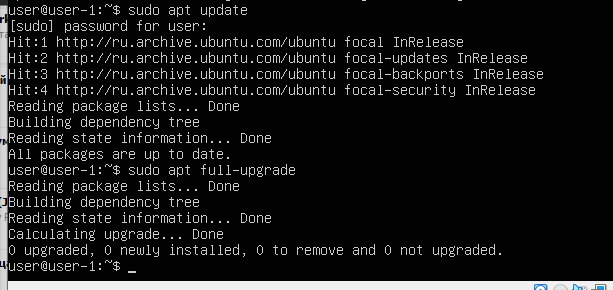 user@user-1:~$ sudo apt update
[sudo] password for user:
Hit:1 http://ru.archive.ubuntu.com/ubuntu focal InRelease
Hit:2 http://ru.archive.ubuntu.com/ubuntu focal-updates InRelease
Hit:3 http://ru.archive.ubuntu.com/ubuntu focal-backports InRelease
Hit:4 http://ru.archive.ubuntu.com/ubuntu focal-security InRelease
Reading package lists... Done
Building dependency tree
Reading state information... Done
All packages are up to date.
user@user-1:~$ sudo apt full-upgrade
Reading package lists... Done
Building dependency tree
Reading state information... Done
Calculating upgrade... Done
0 upgraded, 0 newly installed, 0 to remove and 0 not upgraded.
user@user-1:~$ _